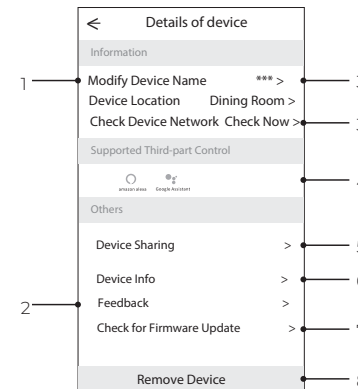 Details of device
Information
1
Modify Device Name *** >
Device Location Dining Room >
Check Device Network Check Now >
Supported Third-part Control
amazon alexa Google Assistant
Others
Device Sharing >
Device Info >
2
Feedback >
Check for Firmware Update >
Remove Device